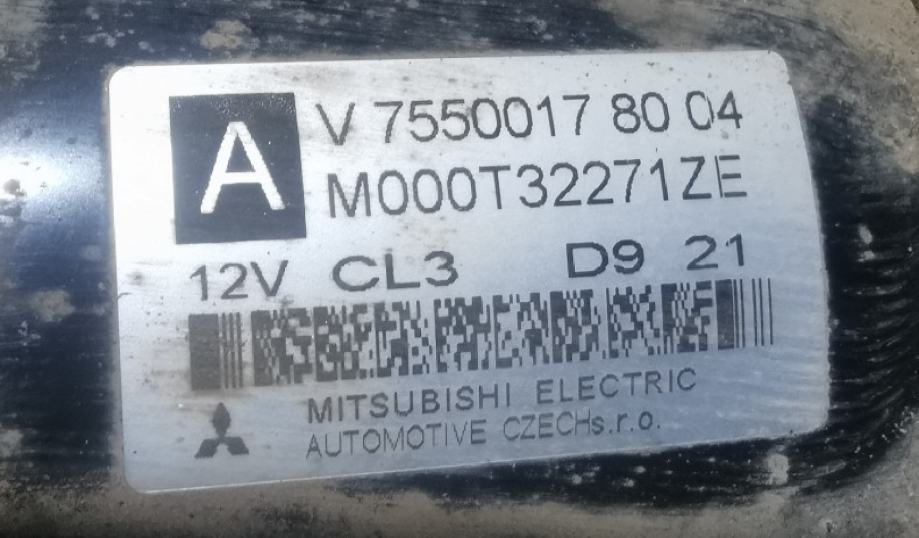 A
V 7550017 80 04
M000T32271ZE
12V CL3 D9 21
MITSUBISHI ELECTRIC
AUTOMOTIVE CZECHs.r.o.